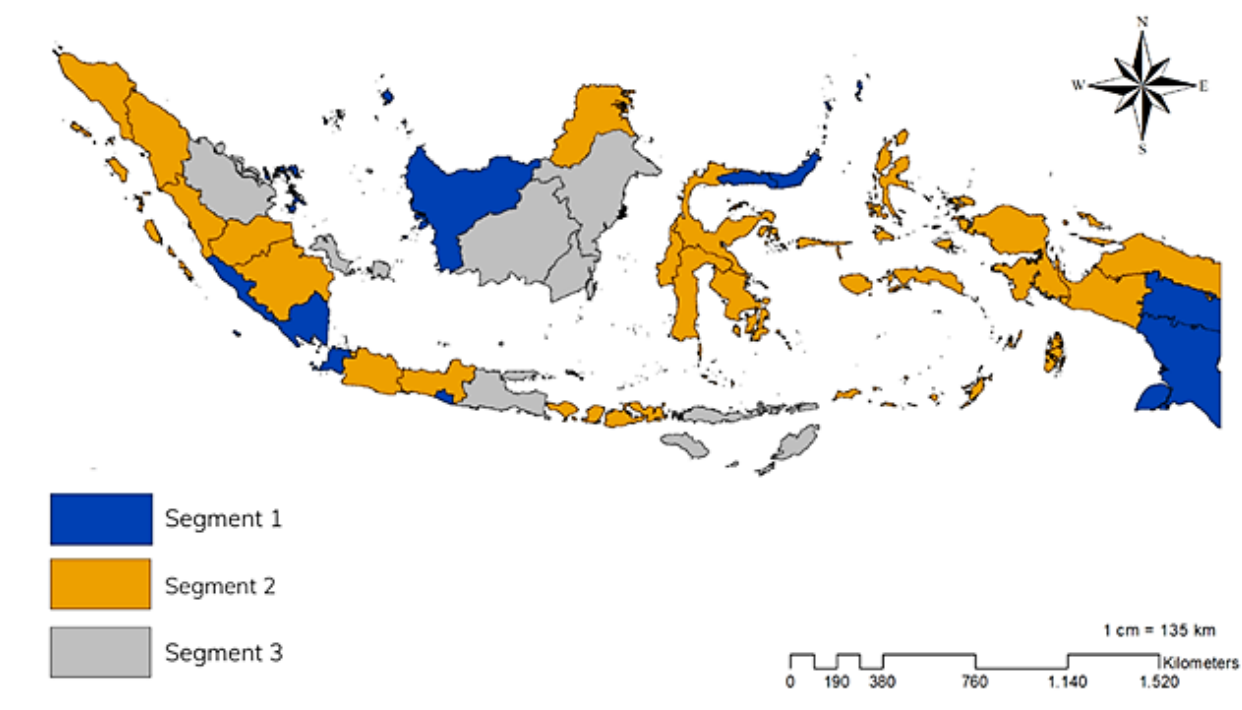 N
W E
S
Segment 1
Segment 2
Segment 3
1 cm = 135 km
Kilometers
0 190 380 760 1.140 1.520